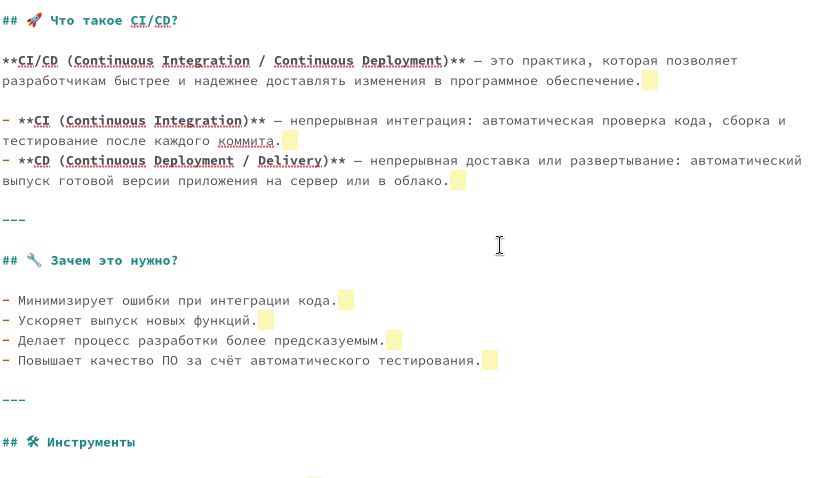 ## 🚀 Что такое CI/CD?
**CI/CD (Continuous Integration / Continuous Deployment)** — это практика, которая позволяет
разработчикам быстрее и надежнее доставлять изменения в программное обеспечение.
- **CI (Continuous Integration)** — непрерывная интеграция: автоматическая проверка кода, сборка и
тестирование после каждого коммита.
- **CD (Continuous Deployment / Delivery)** — непрерывная доставка или развертывание: автоматический
выпуск готовой версии приложения на сервер или в облако.
---
## 🔧 Зачем это нужно?
- Минимизирует ошибки при интеграции кода.
- Ускоряет выпуск новых функций.
- Делает процесс разработки более предсказуемым.
- Повышает качество ПО за счёт автоматического тестирования.
---
## 🛠 Инструменты